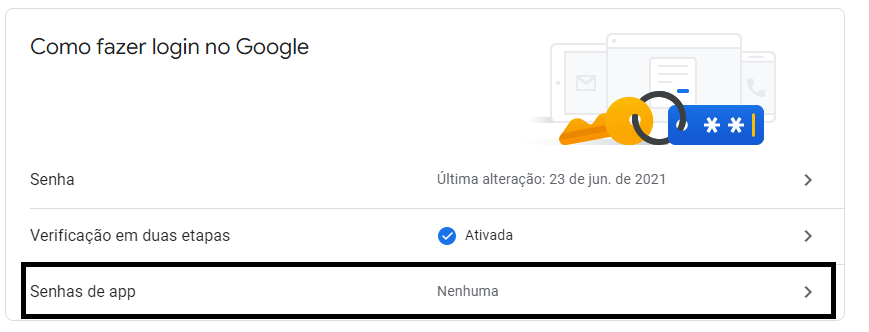 Como fazer login no Google
**
Senha
Última alteração: 23 de jun. de 2021
Verificação em duas etapas
Ativada
Senhas de app
Nenhuma